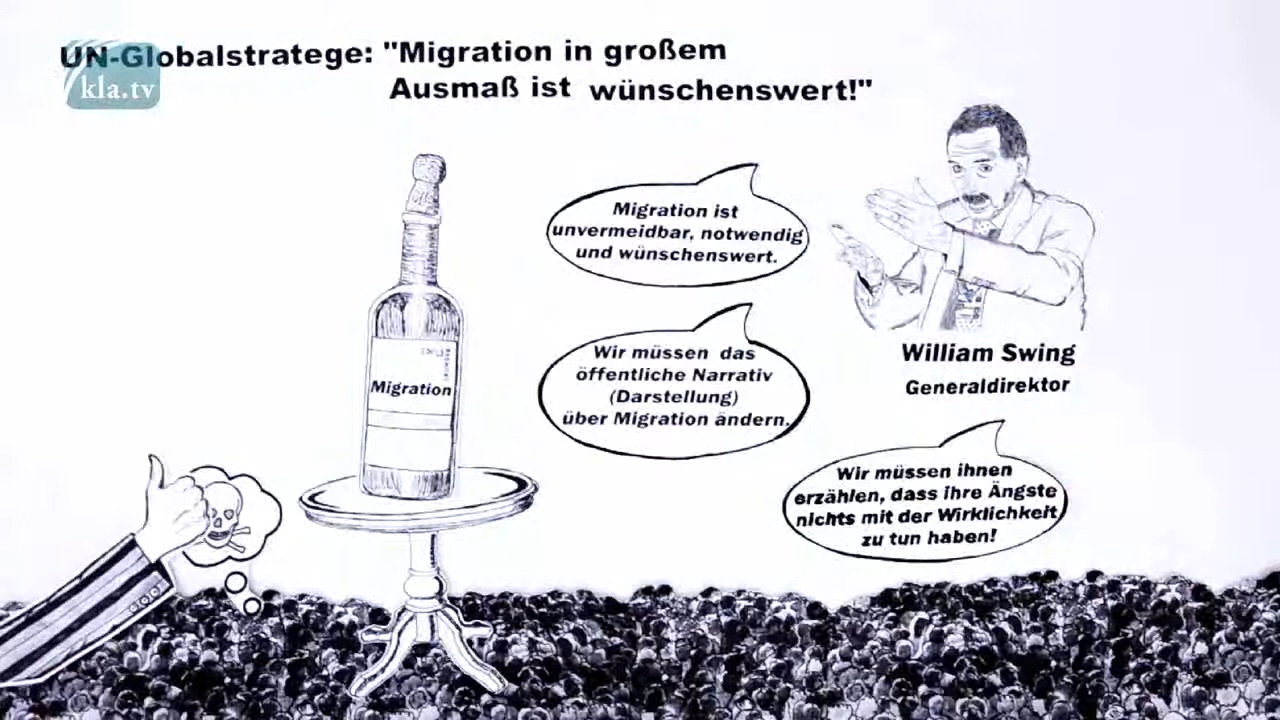 UN-Globalstratege: "Migration in großem
Ausmaß ist wünschenswert!"
kla.tv
Migration ist
unvermeidbar, notwendig
und wünschenswert.
Wir müssen das
öffentliche Narrativ
(Darstellung)
über Migration ändern.
William Swing
Generaldirektor
Migration
Wir müssen ihnen
erzählen, dass ihre Ängste
nichts mit der Wirklichkeit
zu tun haben!